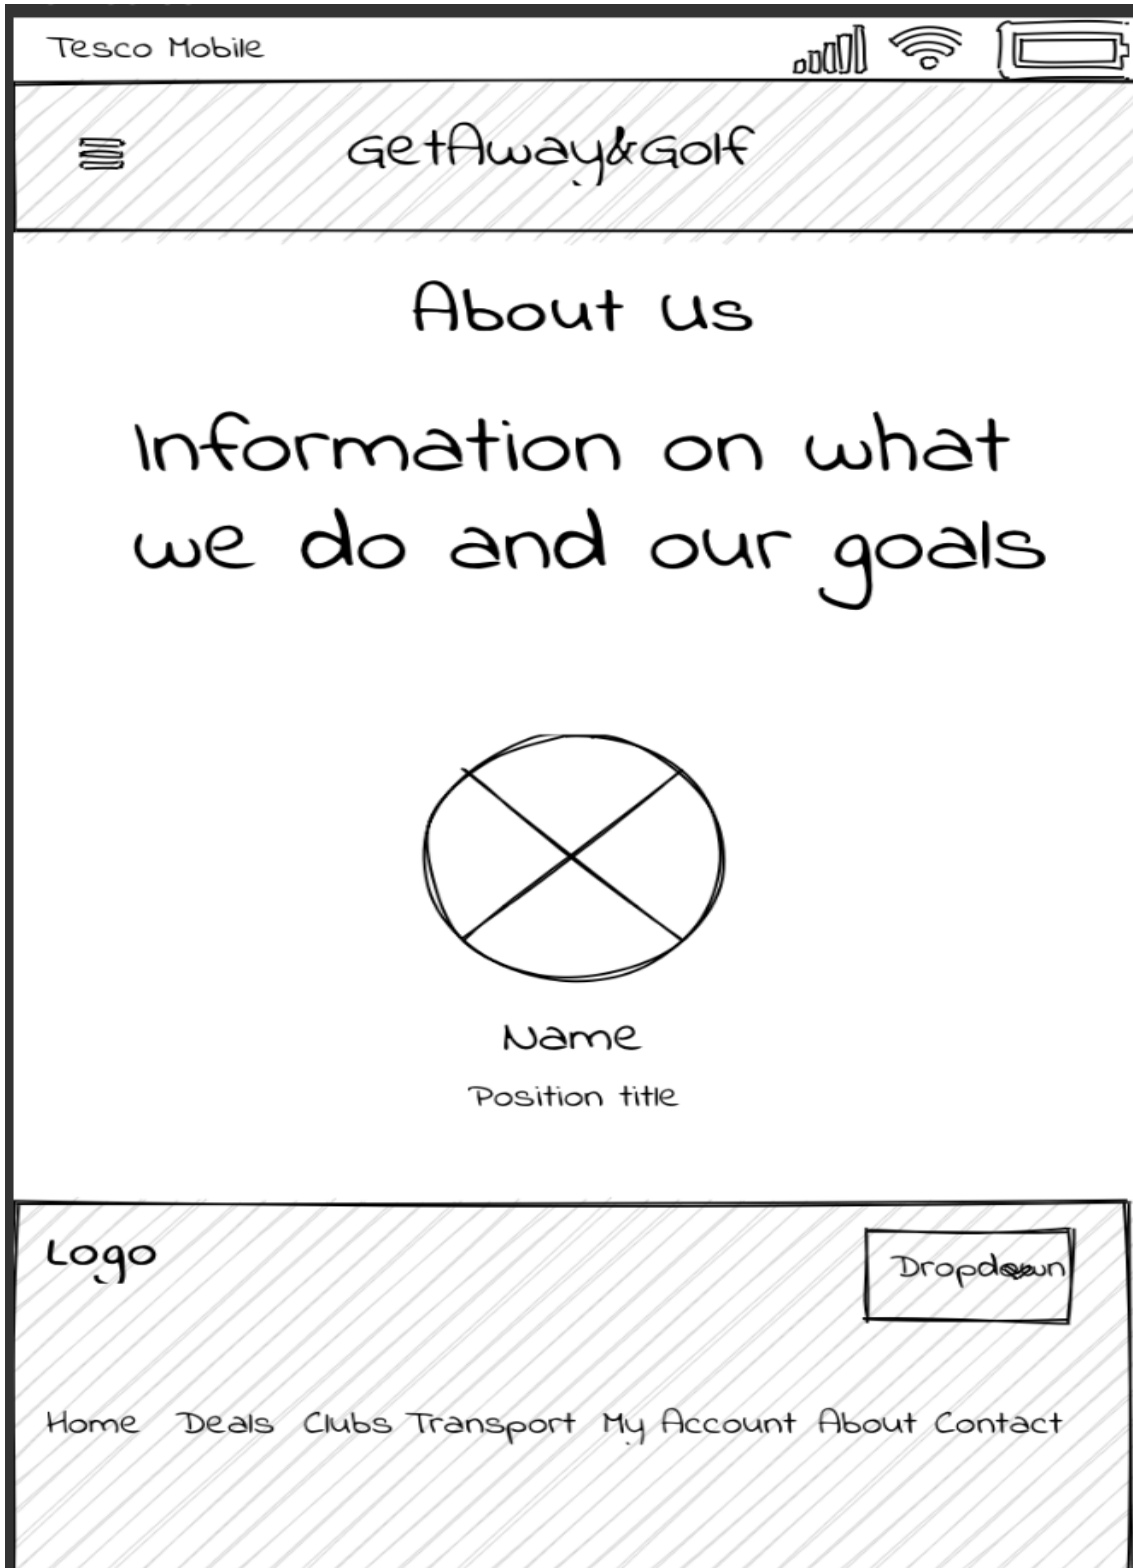 Tesco Mobile
GetAway&Golf
About Us
Information on what
we do and our goals
Name
Position title
Logo
Dropdown
Home Deals Clubs Transport My Account About Contact